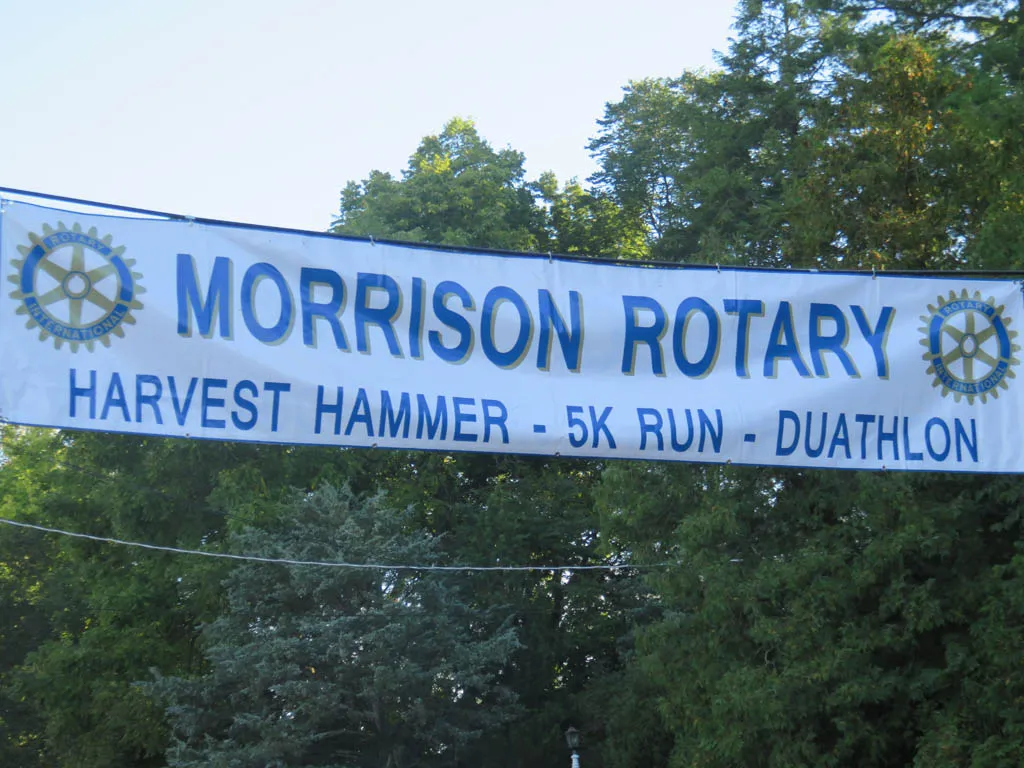 ROTARY
INTERNATIONAL
MORRISON ROTARY
HARVEST HAMMER - 5K RUN - DUATHLON
ROTARY
INTERNATIONAL